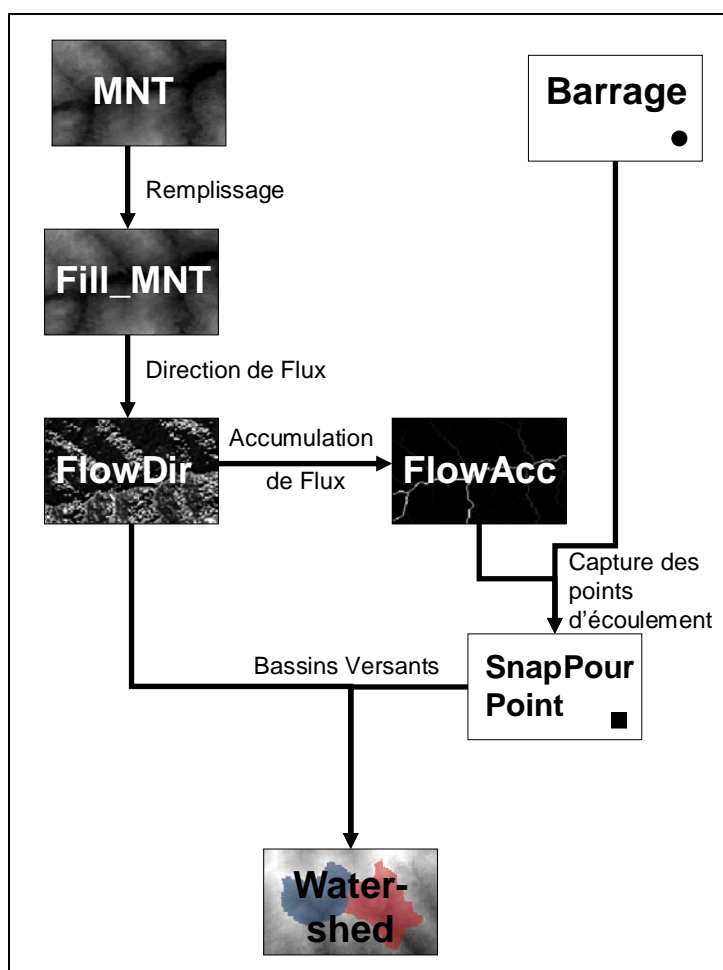 MNT
Barrage
Remplissage
Fill_MNT
Direction de Flux
FlowDir
Accumulation
de Flux
FlowAcc
Capture des
points
d'écoulement
SnapPour
Point
Bassins Versants
Water-
shed